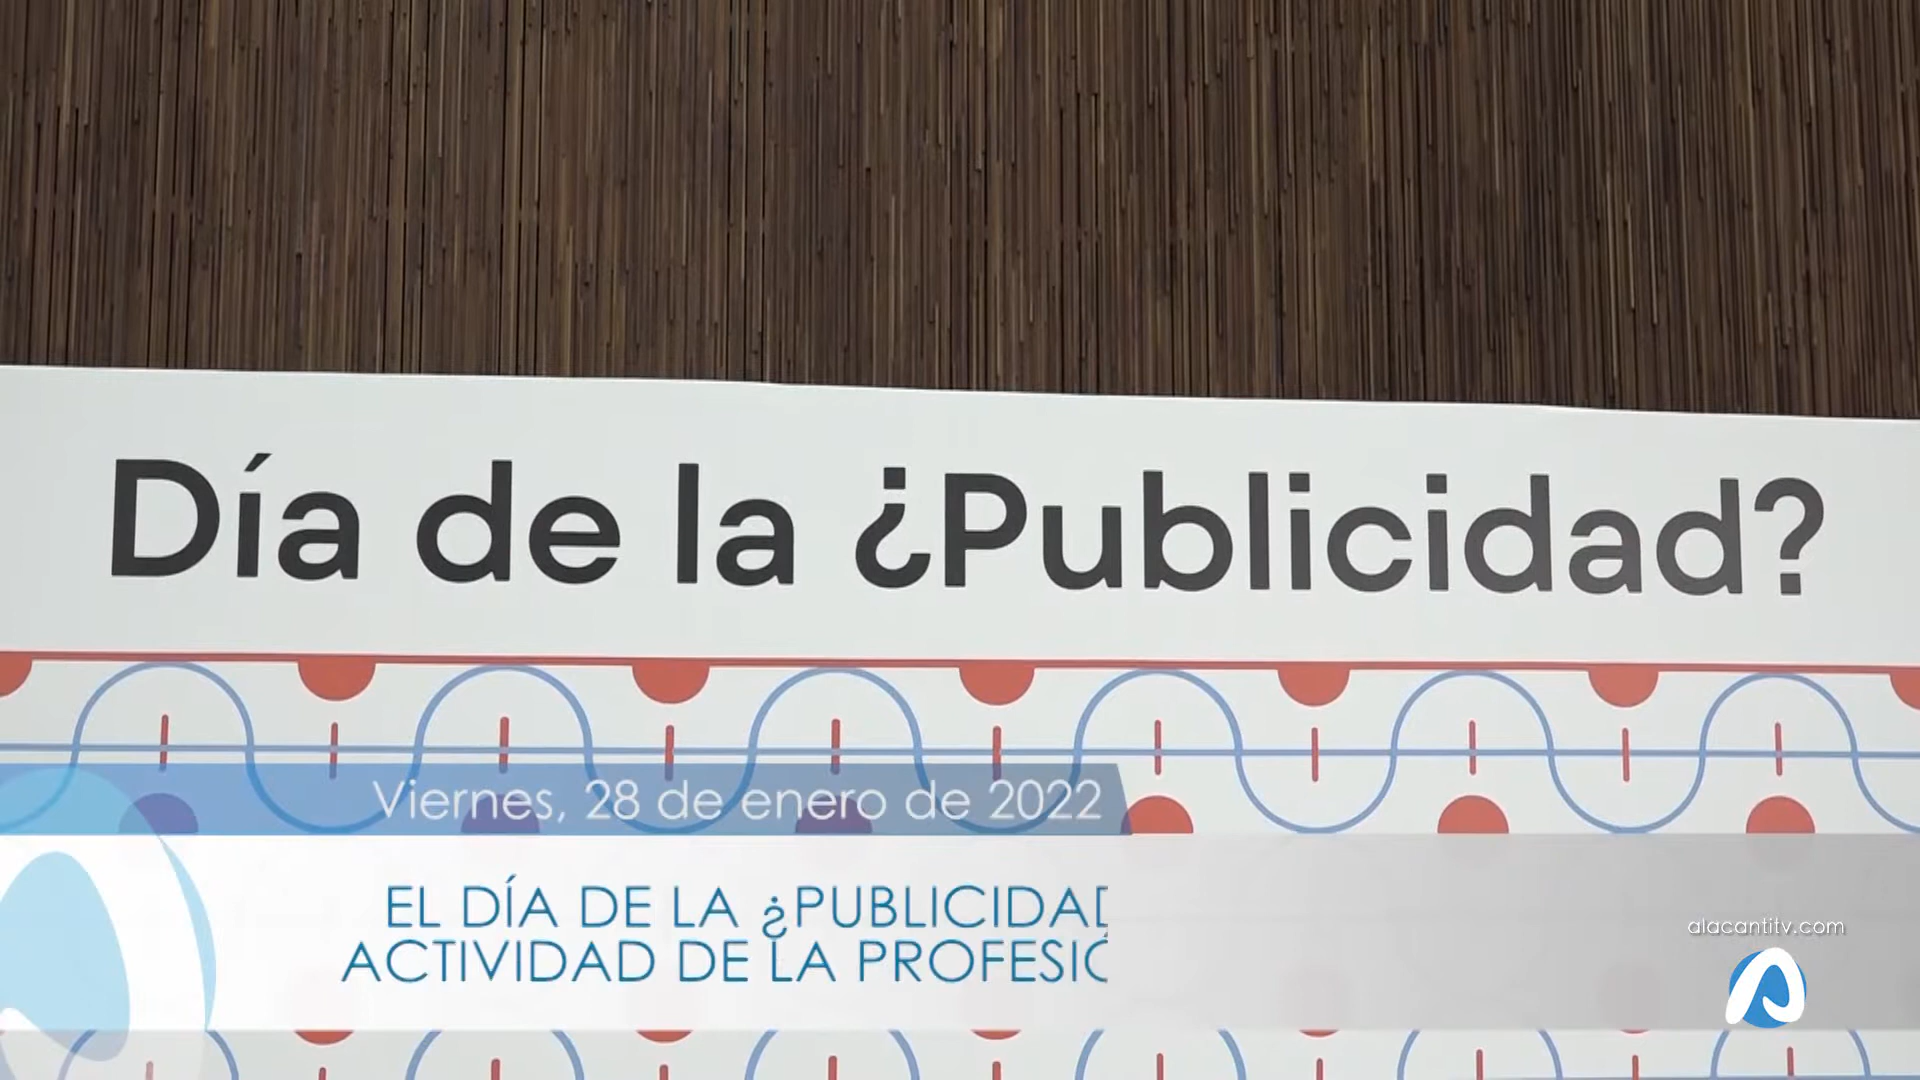 Día de la ¿Publicidad?
Viernes, 28 de enero de 2022
EL DÍA DE LA ¿PUBLICIDAD
ACTIVIDAD DE LA PROFESIÓ
alacantitv.com